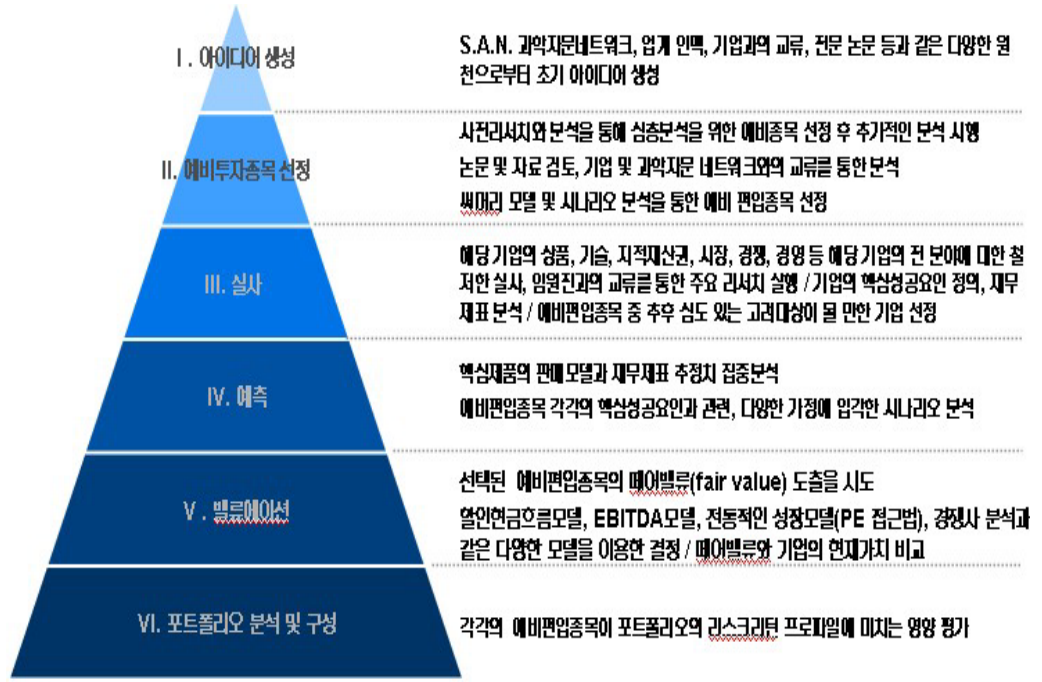 I. 아이디어 생성
S.A.N. 과학자문네트워크, 업계 인맥, 기업과의 교류, 전문 논문 등과 같은 다양한 원
천으로부터 초기 아이디어 생성
II. 예비투자종목 선정
사전리서치와 분석을 통해 심층분석을 위한 예비종목 선정 후 추가적인 분석 시행
논문 및 자료 검토, 기업 및 과학자문 네트워크와의 교류를 통한 분석
써머리 모델 및 시나리오 분석을 통한 예비 편입종목 선정
III. 실사
해당 기업의 상품, 기술, 지적재산권, 시장, 경쟁, 경영 등 해당 기업의 전 분야에 대한 철
저한 실사, 임원진과의 교류를 통한 주요 리서치 실행 / 기업의 핵심성공요인 정의, 재무
제표 분석 / 예비편입종목 중 추후 심도 있는 고려대상이 될 만한 기업 선정
IV. 예측
핵심제품의 판매모델과 재무제표 추정치 집중분석
예비편입종목 각각의 핵심성공요인과 관련, 다양한 가정에 입각한 시나리오 분석
V. 밸류에이션
선택된 예비편입종목의 페어밸류(fair value) 도출을 시도
할인현금흐름모델, EBITDA모델, 전통적인 성장모델(PE 접근법), 경쟁사 분석과
같은 다양한 모델을 이용한 결정 / 페어밸류와 기업의 현재가치 비교
VI. 포트폴리오 분석 및 구성
각각의 예비편입종목이 포트폴리오의 리스크리턴 프로파일에 미치는 영향 평가